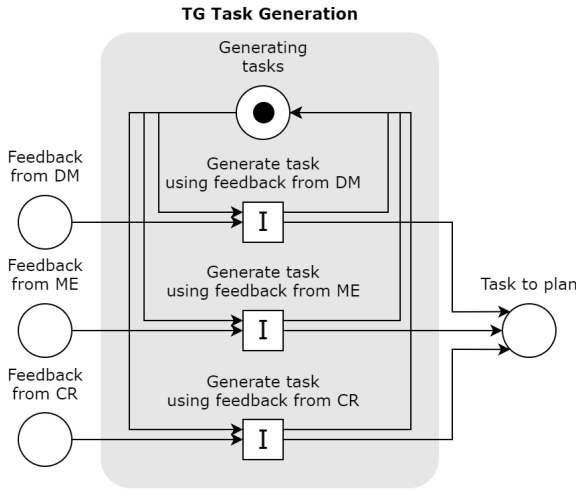 TG Task Generation
Generating
tasks
Feedback
from DM
Generate task
using feedback from DM
I
Feedback
from ME
Generate task
using feedback from ME
I
Task to plan
Feedback
from CR
Generate task
using feedback from CR
I